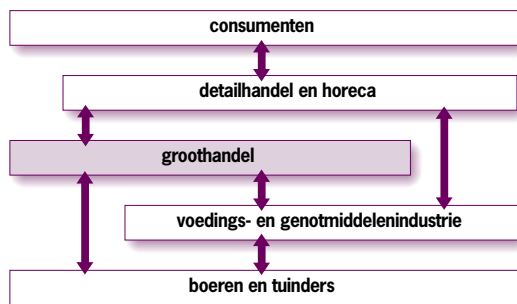 consumenten
detailhandel en horeca
groothandel
voedings- en genotmiddelenindustrie
boeren en tuinders